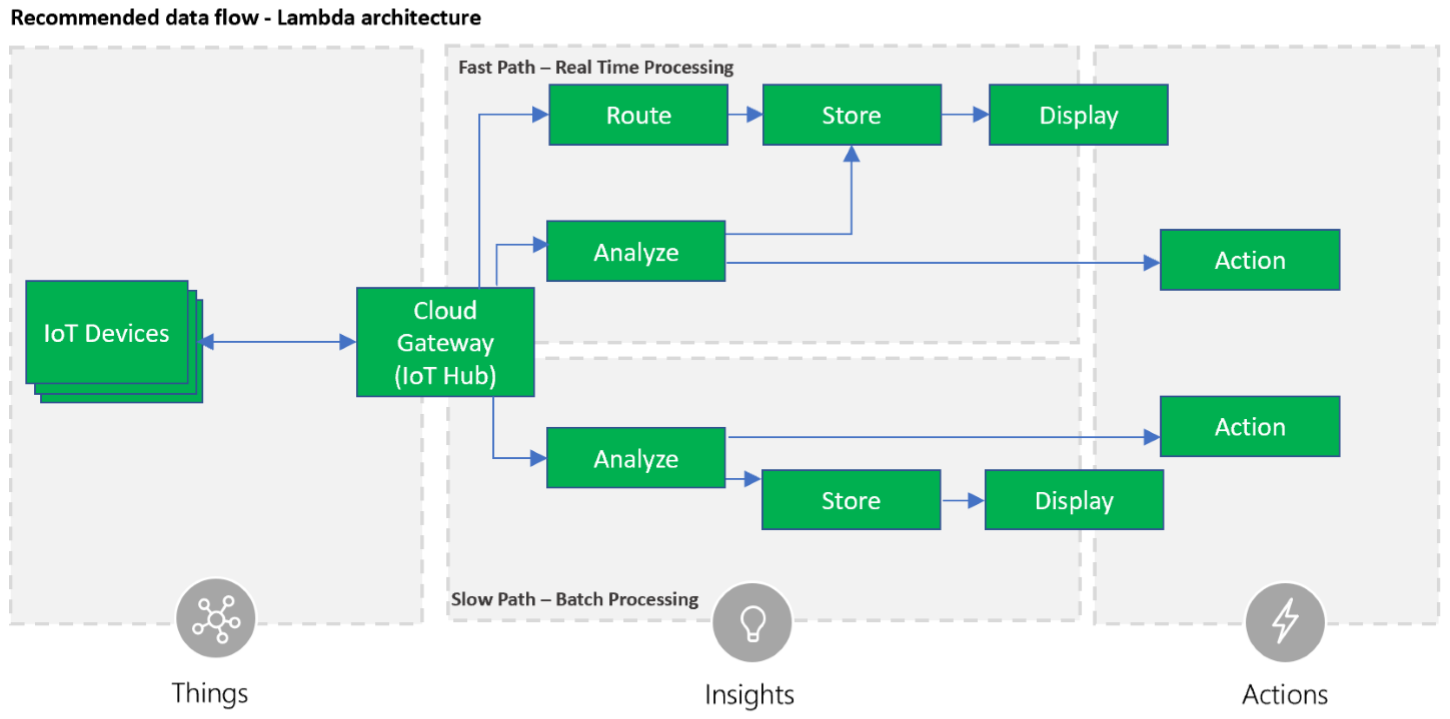 Recommended data flow - Lambda architecture
Fast Path – Real Time Processing
Route
Store
Display
Analyze
Action
IoT Devices
Cloud
Gateway
(IoT Hub)
Analyze
Action
Store
Display
Slow Path – Batch Processing
Things
Insights
Actions